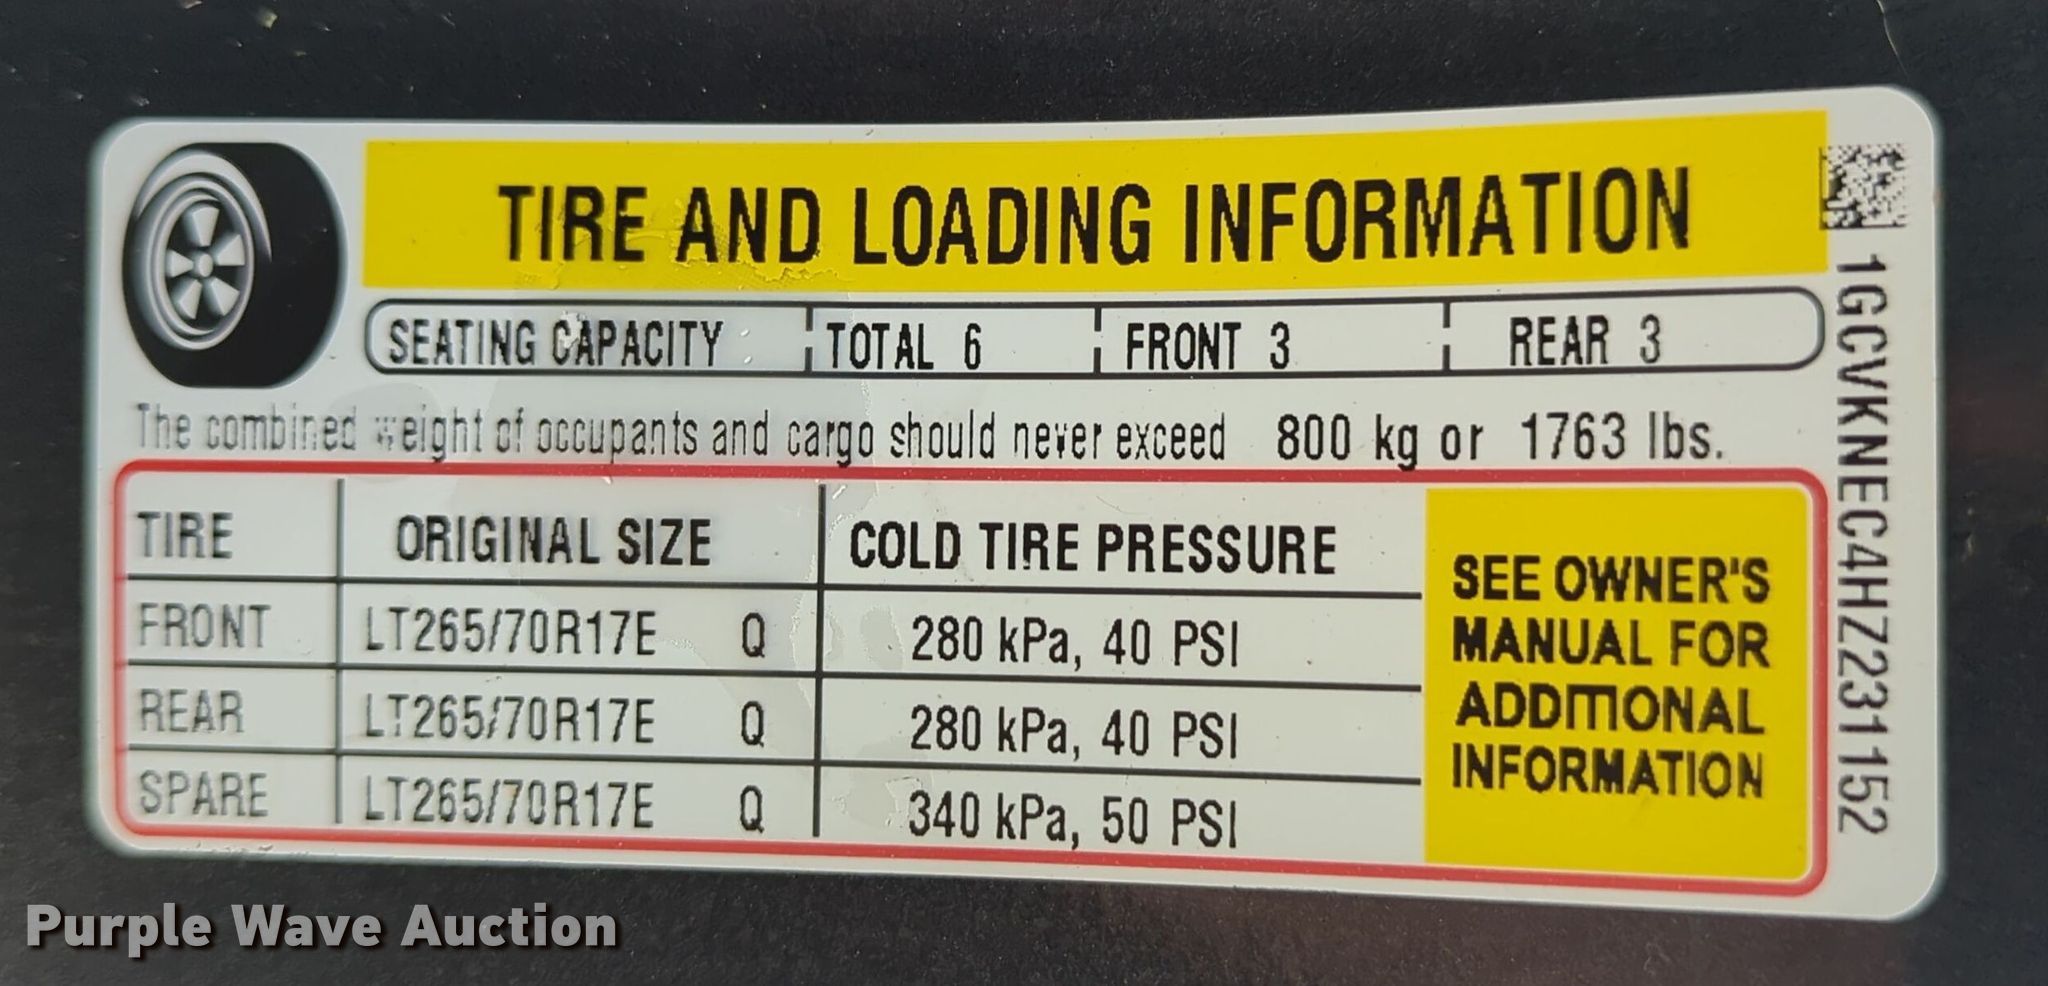 TIRE AND LOADING INFORMATION
SEATING CAPACITY TOTAL 6 FRONT 3 REAR 3
The combined weight of occupants and cargo should never exceed 800 kg or 1763 lbs.
TIRE ORIGINAL SIZE COLD TIRE PRESSURE
FRONT LT265/70R17E Q 280 kPa, 40 PSI
REAR LT265/70R17E Q 280 kPa, 40 PSI
SPARE LT265/70R17E Q 340 kPa, 50 PSI
SEE OWNER'S
MANUAL FOR
ADDITIONAL
INFORMATION
1GCVKNEC4HZ231152
Purple Wave Auction